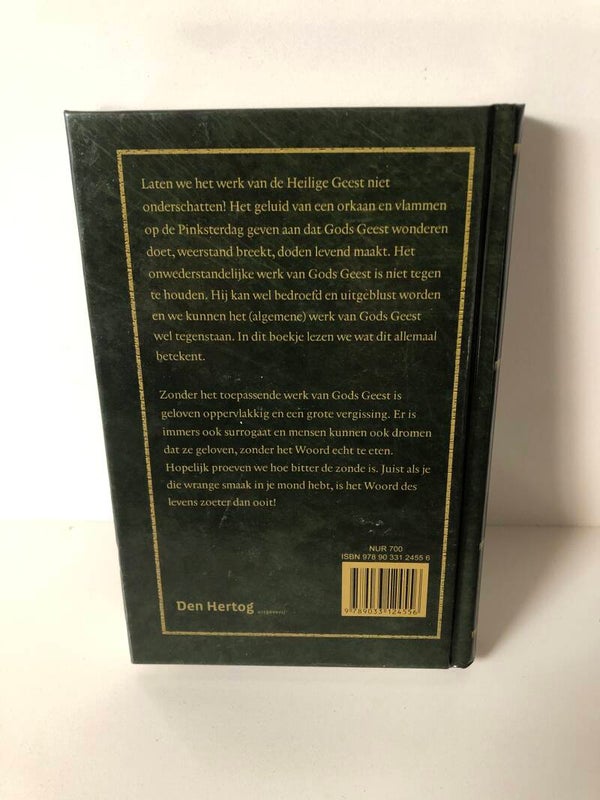 Laten we het werk van de Heilige Geest niet
onderschatten! Het geluid van een orkaan en vlammen
op de Pinksterdag geven aan dat Gods Geest wonderen
doet, weerstand breekt, doden levend maakt. Het
onwederstandelijke werk van Gods Geest is niet tegen
te houden. Hij kan wel bedroefd en uitgeblust worden
en we kunnen het (algemene) werk van Gods Geest
wel tegenstaan. In dit boekje lezen we wat dit allemaal
betekent.
Zonder het toepassende werk van Gods Geest is
geloven oppervlakkig en een grote vergissing. Er is
immers ook surrogaat en mensen kunnen ook dromen
dat ze geloven, zonder het Woord echt te eten.
Hopelijk proeven we hoe bitter de zonde is. Juist als je
die wrange smaak in je mond hebt, is het Woord des
levens zoeter dan ooit!
NUR 700
ISBN 978 90 331 2455 6
9 789033 124556
Den Hertog uitgeverij